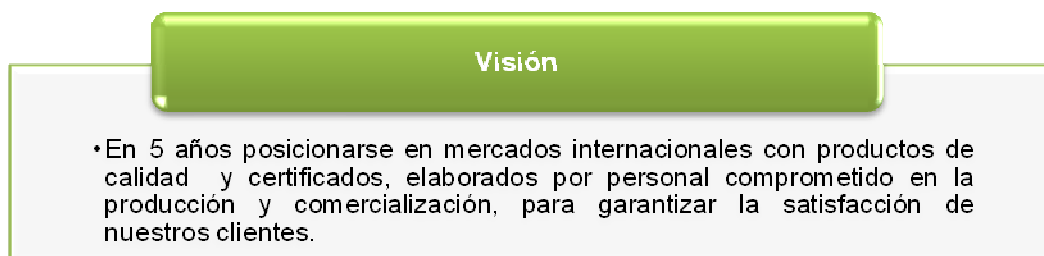 Visión
•En 5 años posicionarse en mercados internacionales con productos de
calidad y certificados, elaborados por personal comprometido en la
producción y comercialización, para garantizar la satisfacción de
nuestros clientes.